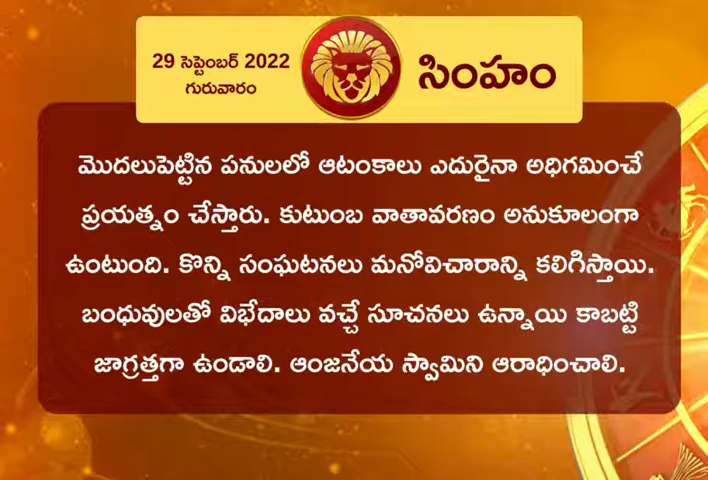 29 సెప్టెంబర్ 2022
గురువారం
సింహం
మొదలుపెట్టిన పనులలో ఆటంకాలు ఎదురైనా అధిగమించే
ప్రయత్నం చేస్తారు. కుటుంబ వాతావరణం అనుకూలంగా
ఉంటుంది. కొన్ని సంఘటనలు మనోవిచారాన్ని కలిగిస్తాయి.
బంధువులతో విభేదాలు వచ్చే సూచనలు ఉన్నాయి కాబట్టి
జాగ్రత్తగా ఉండాలి. ఆంజనేయ స్వామిని ఆరాధించాలి.